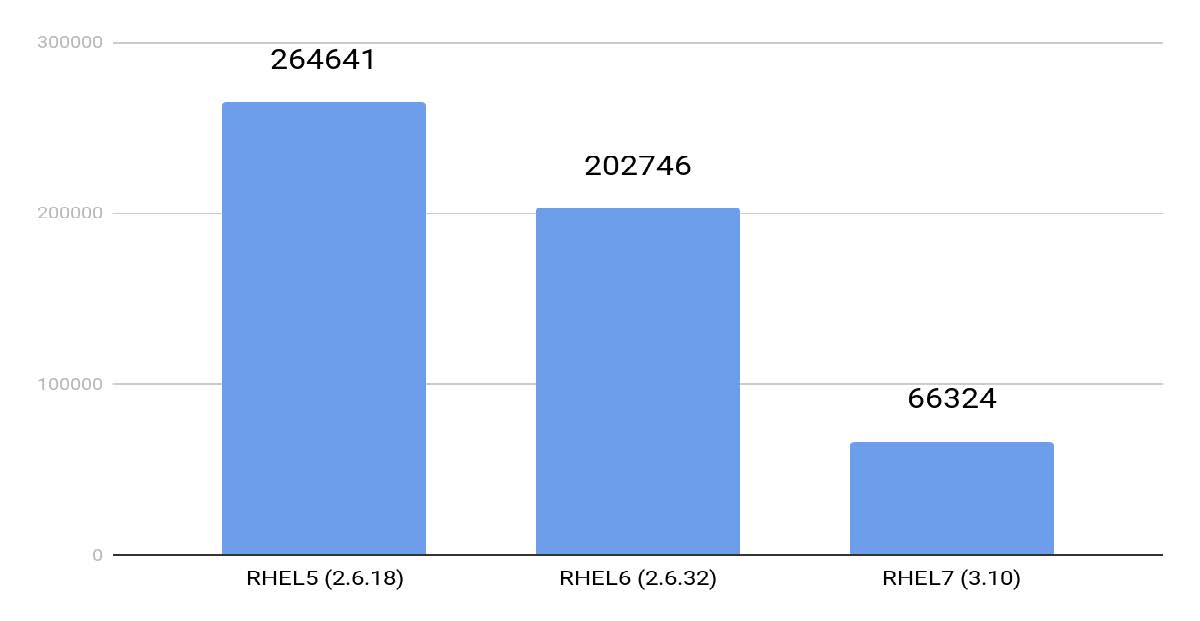 300000
264641
202746
200000
100000
66324
0
RHEL5 (2.6.18)
RHEL6 (2.6.32)
RHEL7 (3.10)